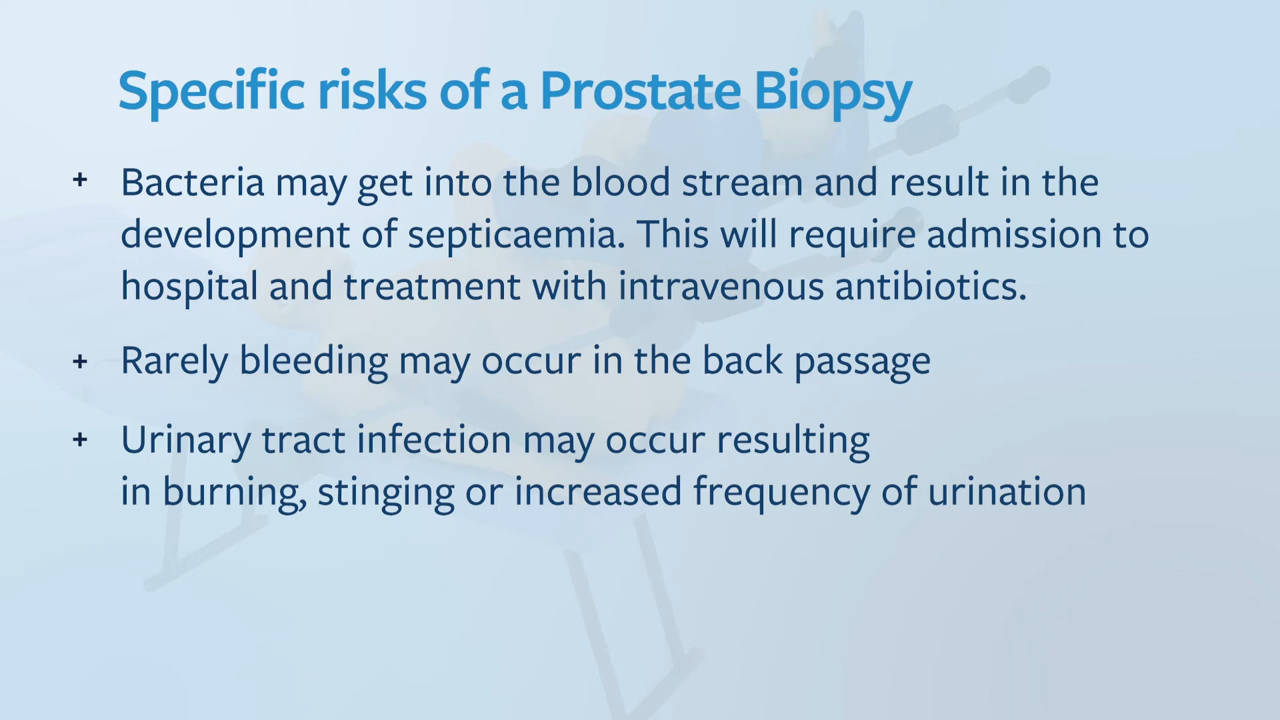 Specific risks of a Prostate Biopsy
+ Bacteria may get into the blood stream and result in the
development of septicaemia. This will require admission to
hospital and treatment with intravenous antibiotics.
+ Rarely bleeding may occur in the back passage
+ Urinary tract infection may occur resulting
in burning, stinging or increased frequency of urination